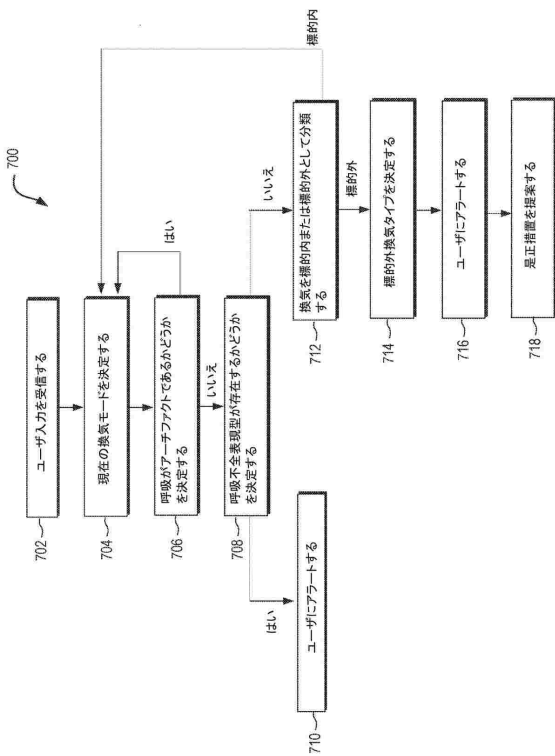 700
702
ユーザ入力を受信する
704
現在の換気モードを決定する
706
呼吸がアーチファクトであるかどうか
を決定する
はい
いいえ
708
呼吸不全表現型が存在するかどうか
を決定する
はい
いいえ
710
ユーザにアラートする
712
換気を標的内または標的外として分類
する
標的内
標的外
714
標的外換気タイプを決定する
716
ユーザにアラートする
718
是正措置を提案する